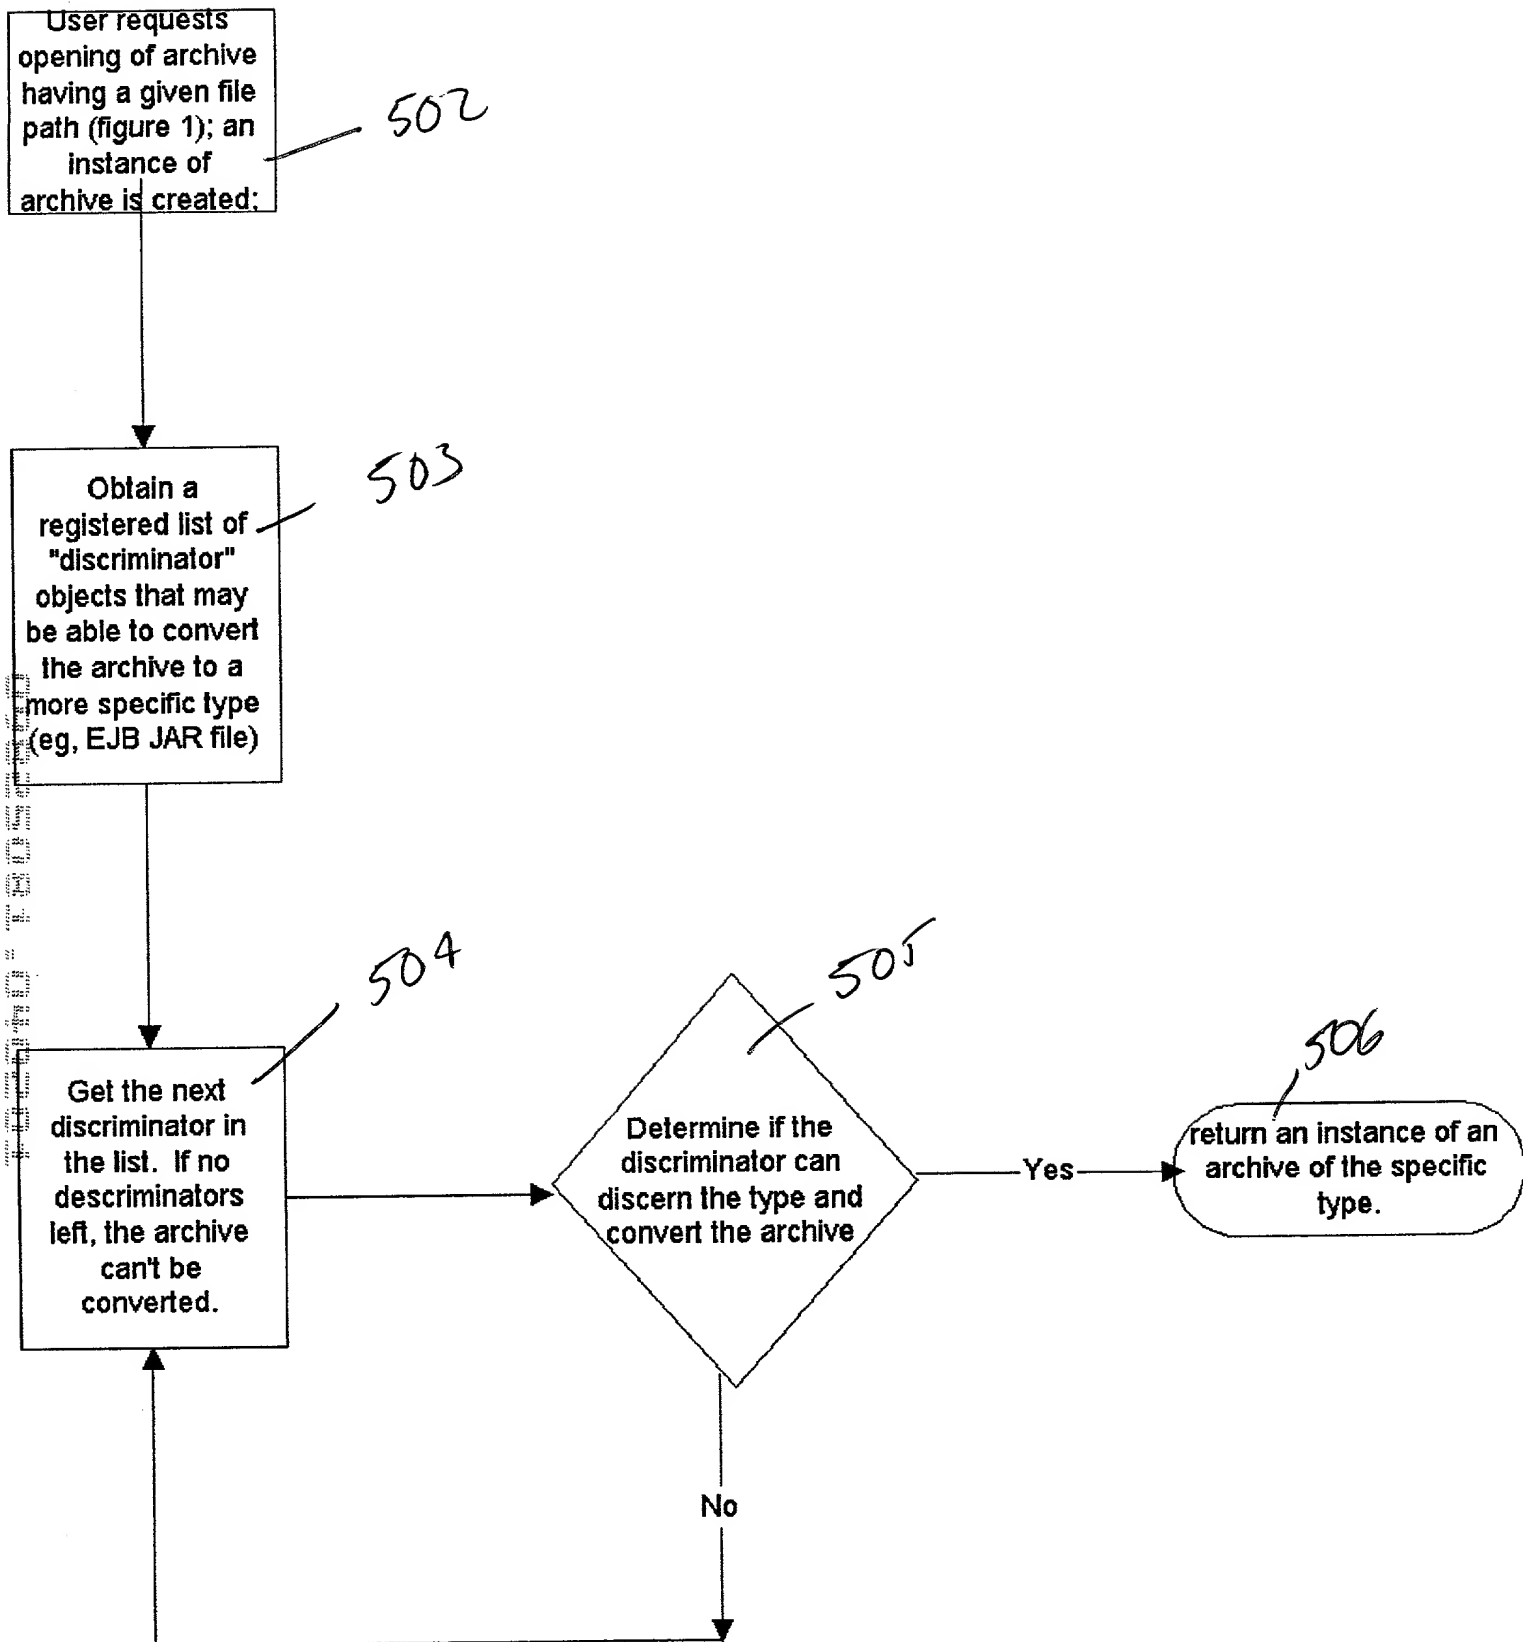 User requests
opening of archive
having a given file
path (figure 1); an
instance of
archive is created;
502
Obtain a
registered list of
"discriminator"
objects that may
be able to convert
the archive to a
more specific type
(eg, EJB JAR file)
503
Get the next
discriminator in
the list. If no
descriminators
left, the archive
can't be
converted.
504
Determine if the
discriminator can
discern the type and
convert the archive
505
Yes
return an instance of an
archive of the specific
type.
506
No